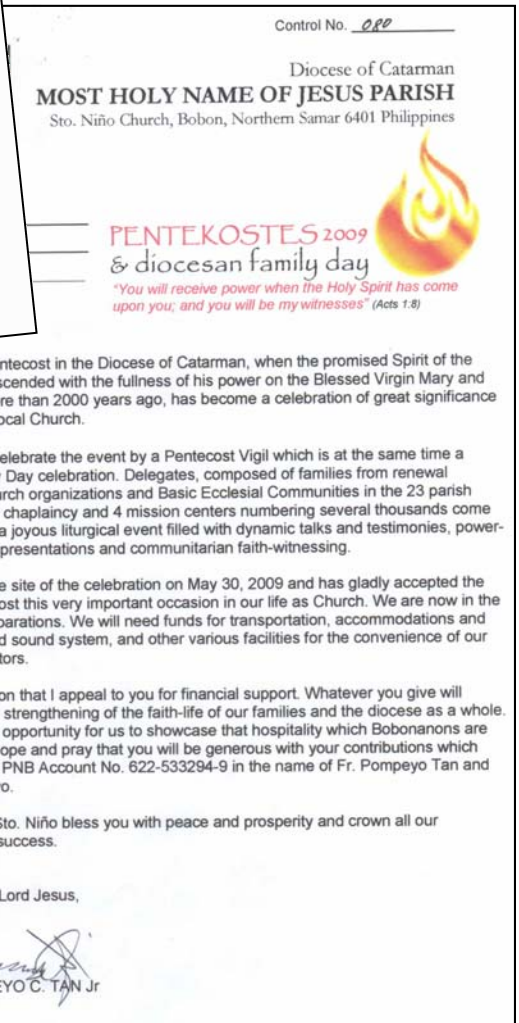 Control No. 080
Diocese of Catarman
MOST HOLY NAME OF JESUS PARISH
Sto. Niño Church, Bobon, Northern Samar 6401 Philippines
PENTEKOSTES 2009
& diocesan family day
"You will receive power when the Holy Spirit has come
upon you; and you will be my witnesses" (Acts 1:8)
ntecost in the Diocese of Catarman, when the promised Spirit of the
scended with the fullness of his power on the Blessed Virgin Mary and
re than 2000 years ago, has become a celebration of great significance
ocal Church.
elebrate the event by a Pentecost Vigil which is at the same time a
Day celebration. Delegates, composed of families from renewal
rch organizations and Basic Ecclesial Communities in the 23 parish
chaplaincy and 4 mission centers numbering several thousands come
a joyous liturgical event filled with dynamic talks and testimonies, power-
presentations and communitarian faith-witnessing.
e site of the celebration on May 30, 2009 and has gladly accepted the
ost this very important occasion in our life as Church. We are now in the
parations. We will need funds for transportation, accommodations and
d sound system, and other various facilities for the convenience of our
tors.
on that I appeal to you for financial support. Whatever you give will
strengthening of the faith-life of our families and the diocese as a whole.
opportunity for us to showcase that hospitality which Bobonanons are
ope and pray that you will be generous with your contributions which
PNB Account No. 622-533294-9 in the name of Fr. Pompeyo Tan and
o.
Sto. Niño bless you with peace and prosperity and crown all our
success.
Lord Jesus,
EYO C. TAN Jr